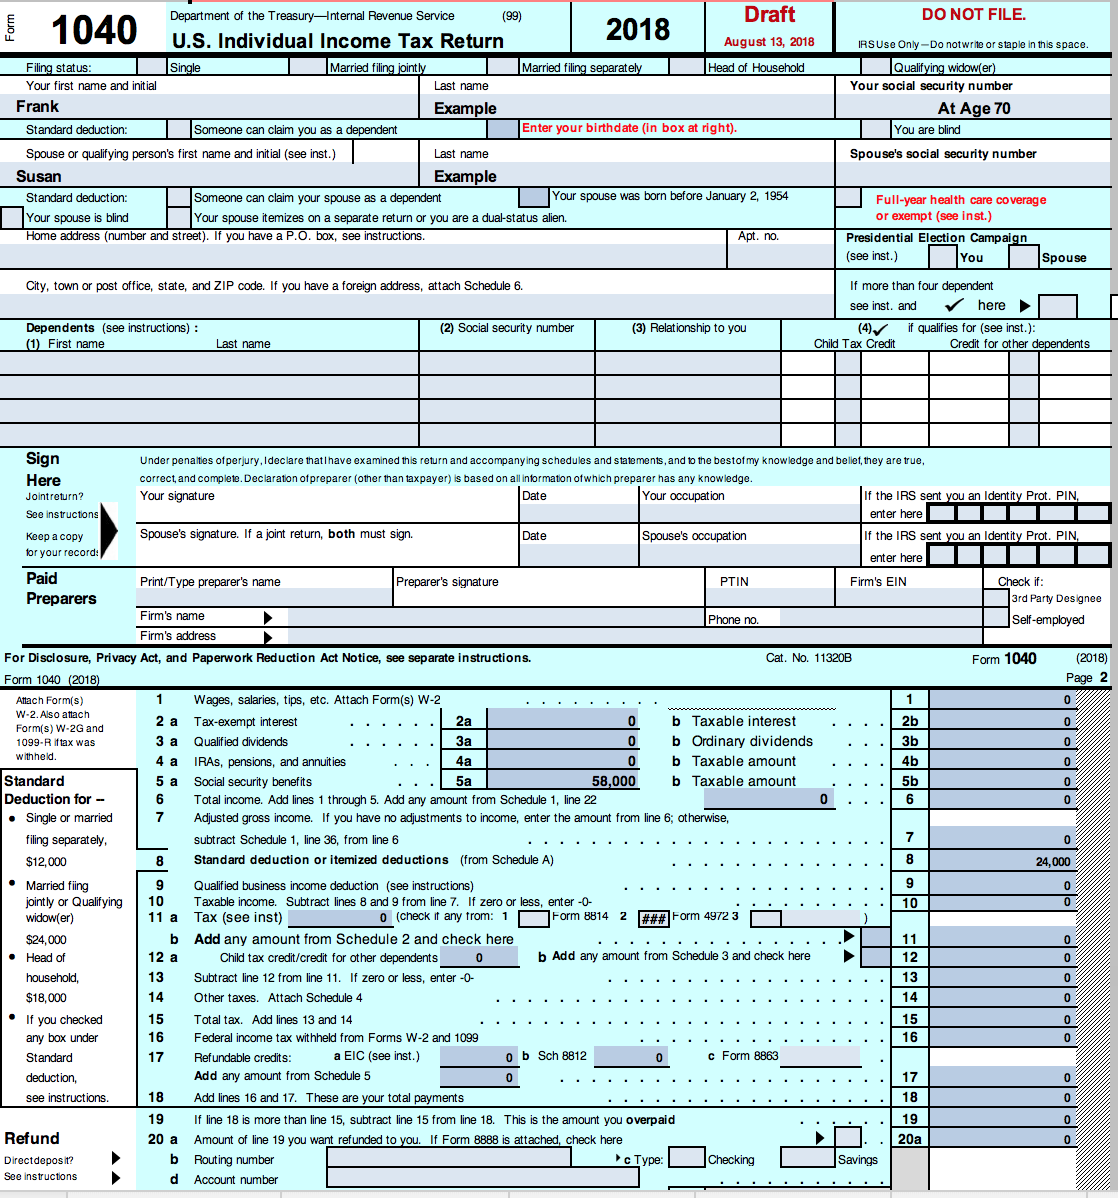 Form 1040 Department of the Treasury—Internal Revenue Service (99) U.S. Individual Income Tax Return 2018 Draft August 13, 2018 DO NOT FILE. IRS Use Only—Do not write or staple in this space.
Filing status: Single Married filing jointly Married filing separately Head of Household Qualifying widow(er)
Your first name and initial Last name Your social security number
Frank Example At Age 70
Standard deduction: Someone can claim you as a dependent Enter your birthdate (in box at right). You are blind
Spouse or qualifying person's first name and initial (see inst.) Last name Spouse's social security number
Susan Example
Standard deduction: Someone can claim your spouse as a dependent Your spouse was born before January 2, 1954 Full-year health care coverage
Your spouse is blind Your spouse itemizes on a separate return or you are a dual-status alien. or exempt (see inst.)
Home address (number and street). If you have a P.O. box, see instructions. Apt. no. Presidential Election Campaign
(see inst.) You Spouse
City, town or post office, state, and ZIP code. If you have a foreign address, attach Schedule 6. If more than four dependent
see inst. and ✓ here ▶
Dependents (see instructions) : (2) Social security number (3) Relationship to you (4)✓ if qualifies for (see inst.):
(1) First name Last name Child Tax Credit Credit for other dependents
Sign Under penalties of perjury, I declare that I have examined this return and accompanying schedules and statements, and to the best of my knowledge and belief, they are true,
Here correct, and complete. Declaration of preparer (other than taxpayer) is based on all information of which preparer has any knowledge.
Joint return? Your signature Date Your occupation If the IRS sent you an Identity Prot. PIN,
See instructions enter here
Keep a copy Spouse's signature. If a joint return, both must sign. Date Spouse's occupation If the IRS sent you an Identity Prot. PIN,
for your records enter here
Paid Print/Type preparer's name Preparer's signature PTIN Firm's EIN Check if:
Preparers 3rd Party Designee
Firm's name ▶ Phone no. Self-employed
Firm's address ▶
For Disclosure, Privacy Act, and Paperwork Reduction Act Notice, see separate instructions. Cat. No. 11320B Form 1040 (2018)
Form 1040 (2018) Page 2
Attach Form(s)
W-2. Also attach
Form(s) W-2G and
1099-R if tax was
withheld.
1 Wages, salaries, tips, etc. Attach Form(s) W-2 . . . . . . . . 1 0
2 a Tax-exempt interest . . . . . . 2a 0 b Taxable interest . . . . 2b 0
3 a Qualified dividends . . . . . . 3a 0 b Ordinary dividends . . . 3b 0
4 a IRAs, pensions, and annuities . . . 4a 0 b Taxable amount . . . . 4b 0
5 a Social security benefits . . . 5a 58,000 b Taxable amount . . . . 5b 0
Standard
Deduction for --
● Single or married
filing separately,
$12,000
● Married fiing
jointly or Qualifying
widow(er)
$24,000
● Head of
household,
$18,000
● If you checked
any box under
Standard
deduction,
see instructions.
6 Total income. Add lines 1 through 5. Add any amount from Schedule 1, line 22 0 . . . 6 0
7 Adjusted gross income. If you have no adjustments to income, enter the amount from line 6; otherwise,
subtract Schedule 1, line 36, from line 6 7 0
8 Standard deduction or itemized deductions (from Schedule A) 8 24,000
9 Qualified business income deduction (see instructions) 9 0
10 Taxable income. Subtract lines 8 and 9 from line 7. If zero or less, enter -0- 10 0
11 a Tax (see inst) 0 (check if any from: 1 Form 8814 2 ### Form 4972 3 )
b Add any amount from Schedule 2 and check here ▶ 11 0
12 a Child tax credit/credit for other dependents 0 b Add any amount from Schedule 3 and check here ▶ 12 0
13 Subtract line 12 from line 11. If zero or less, enter -0- 13 0
14 Other taxes. Attach Schedule 4 14 0
15 Total tax. Add lines 13 and 14 15 0
16 Federal income tax withheld from Forms W-2 and 1099 16 0
17 Refundable credits: a EIC (see inst.) 0 b Sch 8812 0 c Form 8863 .
Add any amount from Schedule 5 0 17 0
18 Add lines 16 and 17. These are your total payments 18 0
19 If line 18 is more than line 15, subtract line 15 from line 18. This is the amount you overpaid 19 0
Refund 20 a Amount of line 19 you want refunded to you. If Form 8888 is attached, check here ▶ . . 20a 0
Direct deposit? ▶ b Routing number ▶ c Type: Checking Savings
See instructions ▶ d Account number